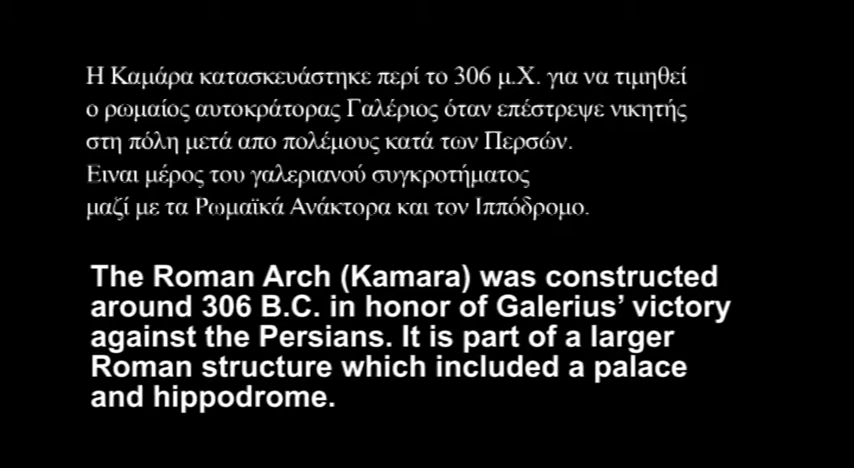 Η Καμάρα κατασκευάστηκε περί το 306 μ.Χ. για να τιμηθεί
ο ρωμαίος αυτοκράτορας Γαλέριος όταν επέστρεψε νικητής
στη πόλη μετά απο πολέμους κατά των Περσών.
Ειναι μέρος του γαλεριανού συγκροτήματος
μαζί με τα Ρωμαϊκά Ανάκτορα και τον Ιππόδρομο.
The Roman Arch (Kamara) was constructed
around 306 B.C. in honor of Galerius’ victory
against the Persians. It is part of a larger
Roman structure which included a palace
and hippodrome.